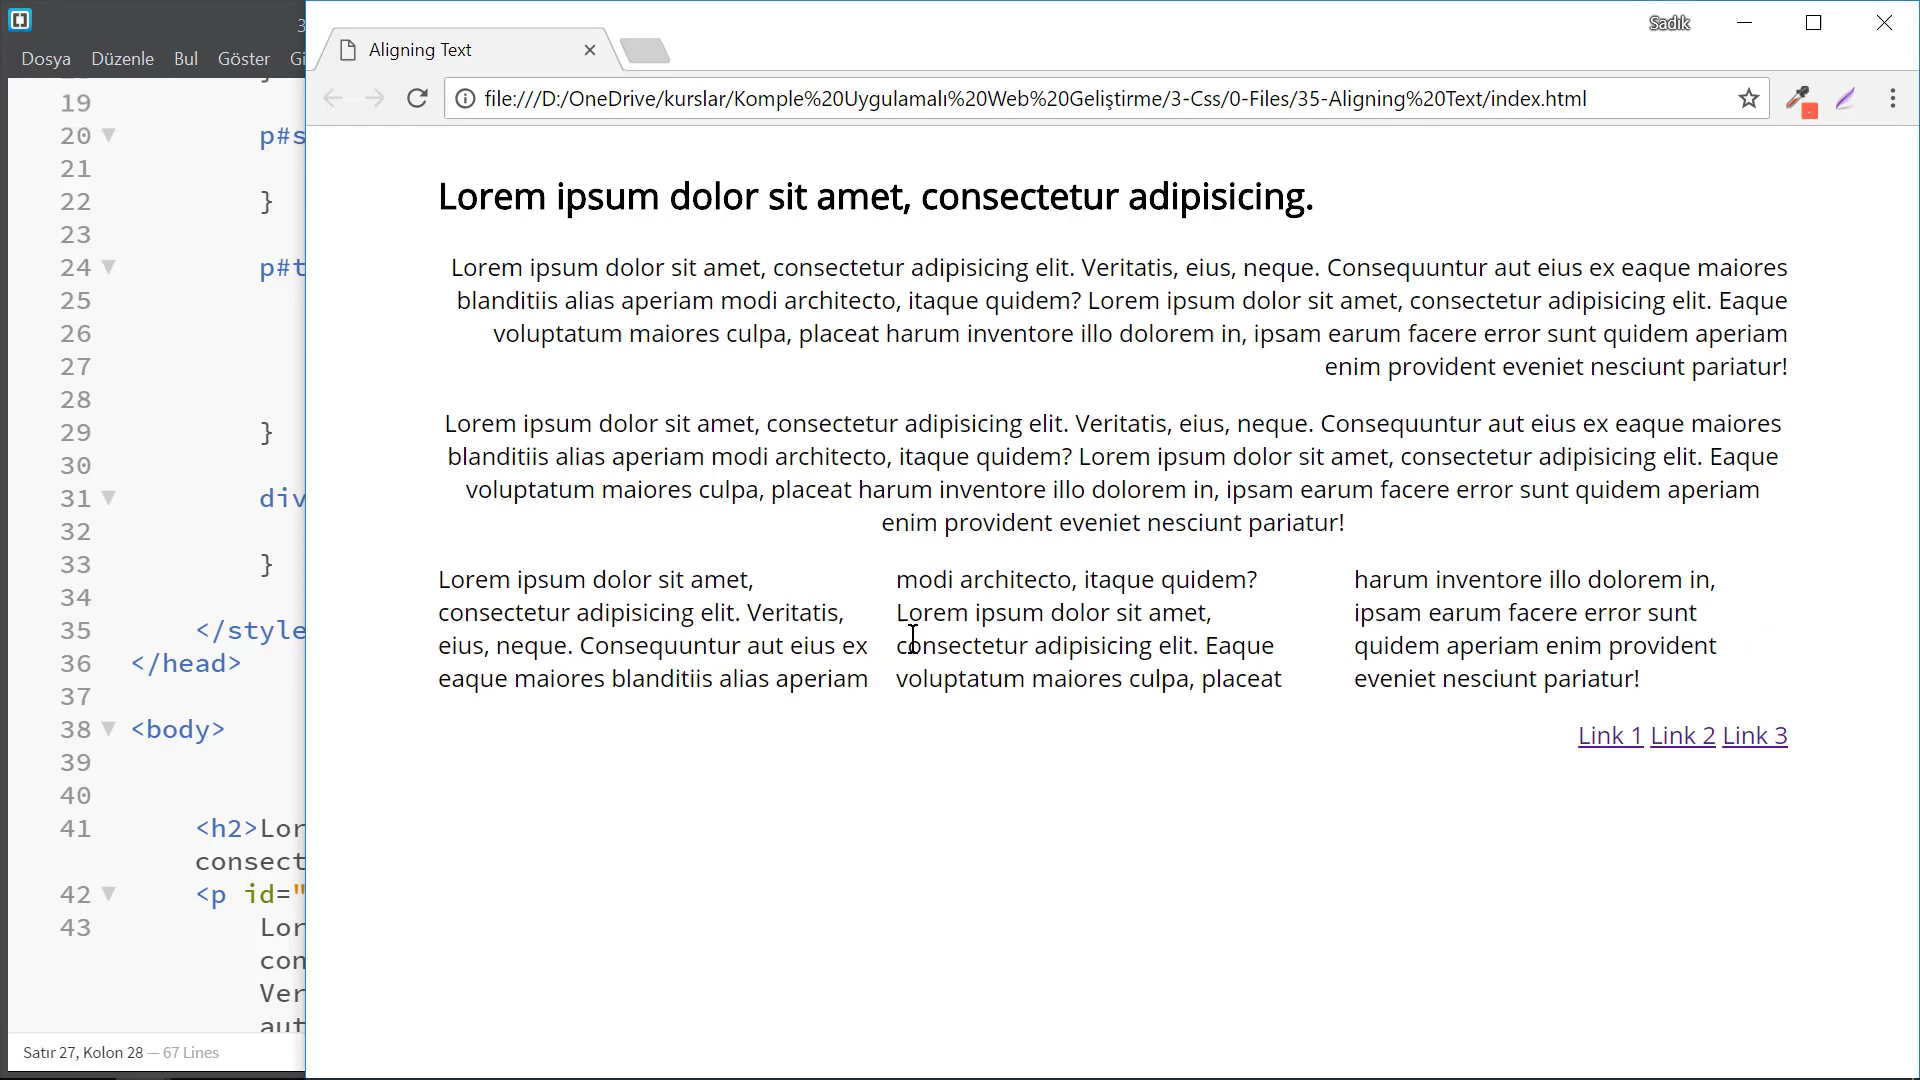 3
Dosya Düzenle Bul Göster Gi
19
20 p#s
21
22 }
23
24 p#t
25
26
27
28
29 }
30
31 div
32
33 }
34
35 </style
36 </head>
37
38 <body>
39
40
41 <h2>Lor
consect
42 <p id="
43 Lor
con
Ver
aut
Satır 27, Kolon 28 — 67 Lines
Aligning Text
Sadık
file:///D:/OneDrive/kurslar/Komple%20Uygulamalı%20Web%20Geliştirme/3-Css/0-Files/35-Aligning%20Text/index.html
Lorem ipsum dolor sit amet, consectetur adipisicing.
Lorem ipsum dolor sit amet, consectetur adipisicing elit. Veritatis, eius, neque. Consequuntur aut eius ex eaque maiores
blanditiis alias aperiam modi architecto, itaque quidem? Lorem ipsum dolor sit amet, consectetur adipisicing elit. Eaque
voluptatum maiores culpa, placeat harum inventore illo dolorem in, ipsam earum facere error sunt quidem aperiam
enim provident eveniet nesciunt pariatur!
Lorem ipsum dolor sit amet, consectetur adipisicing elit. Veritatis, eius, neque. Consequuntur aut eius ex eaque maiores
blanditiis alias aperiam modi architecto, itaque quidem? Lorem ipsum dolor sit amet, consectetur adipisicing elit. Eaque
voluptatum maiores culpa, placeat harum inventore illo dolorem in, ipsam earum facere error sunt quidem aperiam
enim provident eveniet nesciunt pariatur!
Lorem ipsum dolor sit amet,
consectetur adipisicing elit. Veritatis,
eius, neque. Consequuntur aut eius ex
eaque maiores blanditiis alias aperiam
modi architecto, itaque quidem?
Lorem ipsum dolor sit amet,
consectetur adipisicing elit. Eaque
voluptatum maiores culpa, placeat
harum inventore illo dolorem in,
ipsam earum facere error sunt
quidem aperiam enim provident
eveniet nesciunt pariatur!
Link 1 Link 2 Link 3